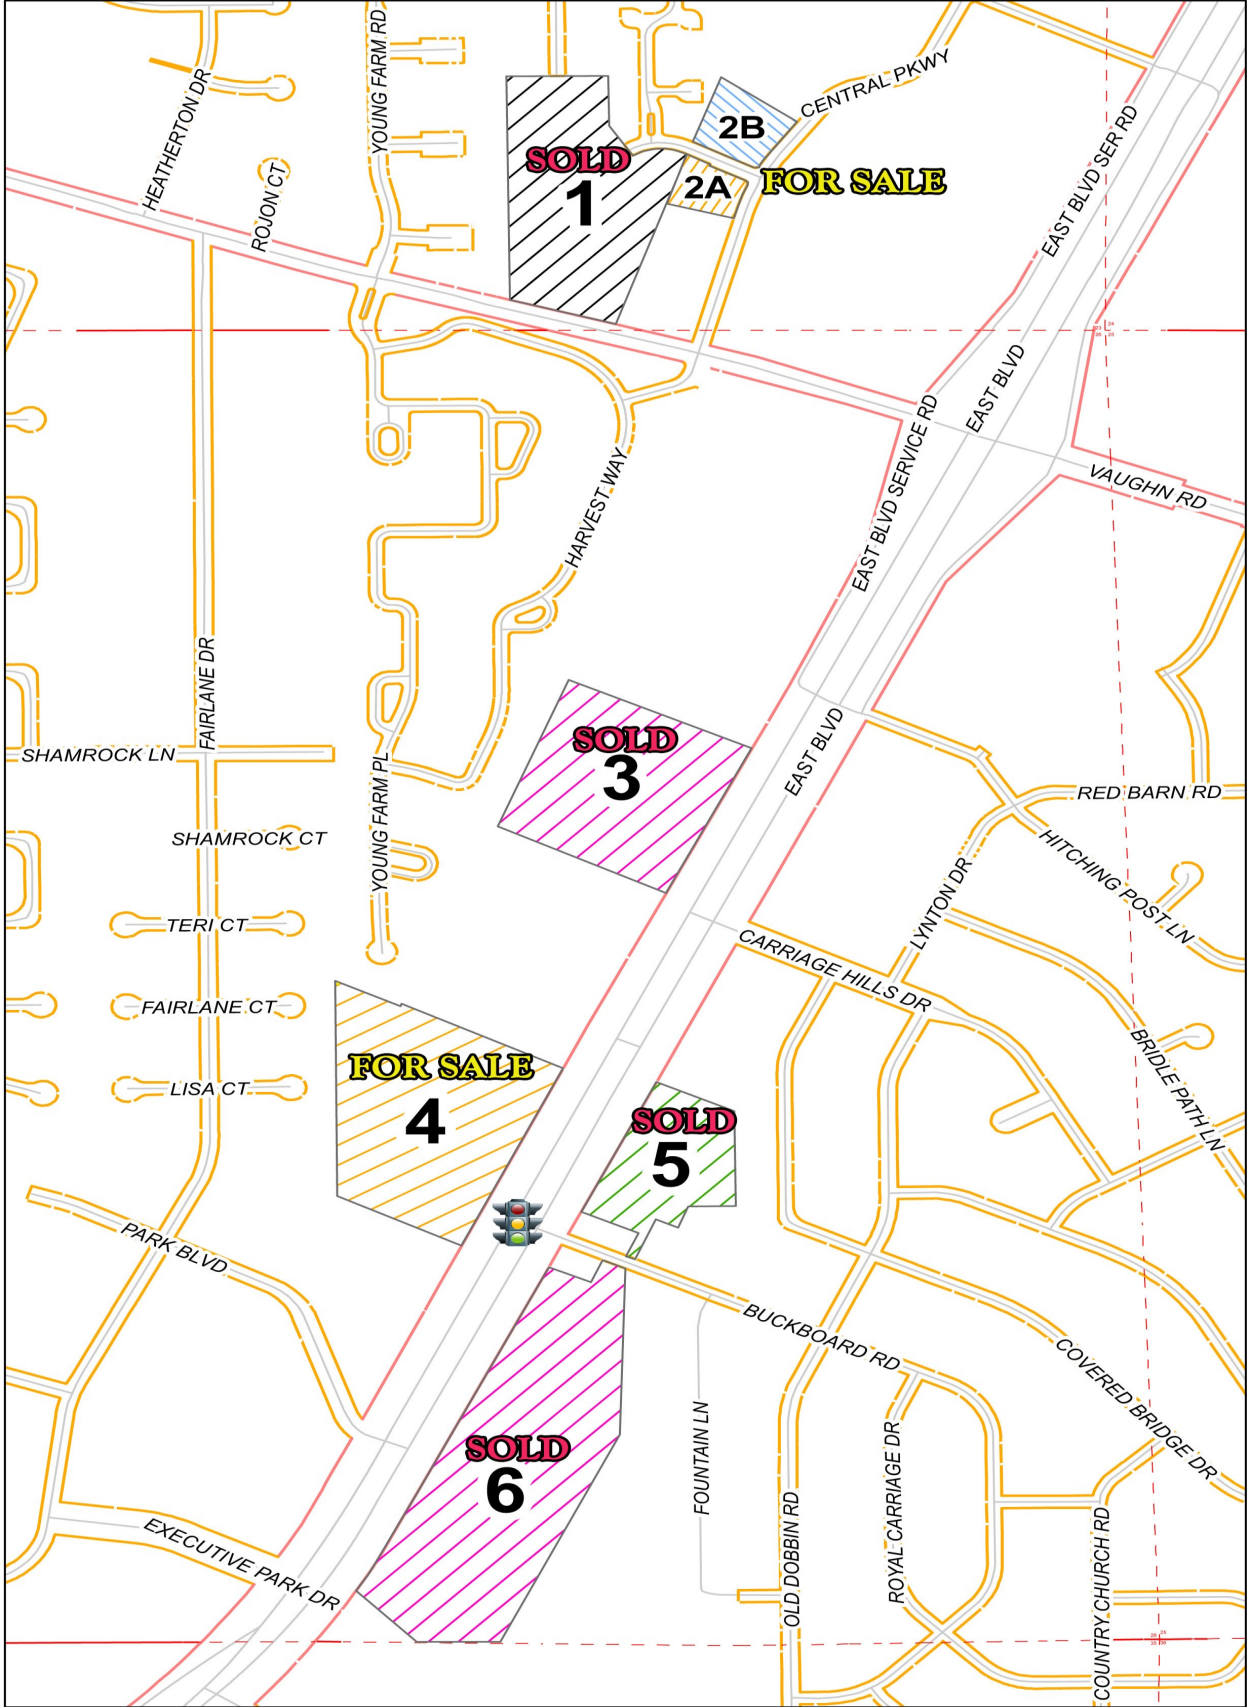 YOUNG FARM RD
HEATHERTON DR
CENTRAL PKWY
2B
EAST BLVD SER RD
SOLD
1
2A
FOR SALE
ROJON CT
EAST BLVD
EAST BLVD SERVICE RD
VAUGHN RD
HARVEST WAY
FAIRLANE DR
SHAMROCK LN
SOLD
3
EAST BLVD
YOUNG FARM PL
RED BARN RD
SHAMROCK CT
HITCHING POST LN
LYNTON DR
TERI CT
CARRIAGE HILLS DR
FAIRLANE CT
BRIDLE PATH LN
FOR SALE
4
LISA CT
SOLD
5
PARK BLVD
BUCKBOARD RD
COVERED BRIDGE DR
FOUNTAIN LN
ROYAL CARRIAGE DR
SOLD
6
OLD DOBBIN RD
COUNTRY CHURCH RD
EXECUTIVE PARK DR